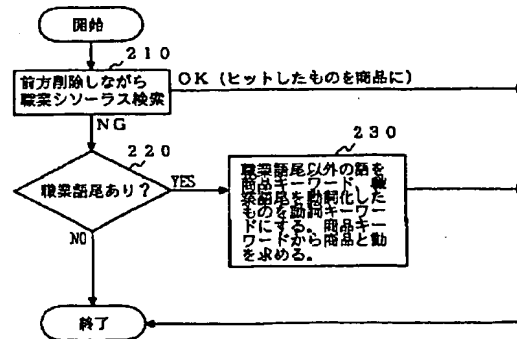 開始
210
前方削除しながら
職業シソーラス検索
OK(ヒットしたものを商品に)
NG
220
職業語尾あり?
YES
NO
230
職業語尾以外の語を
商品キーワード、職
業語尾を動詞化した
ものを動詞キーワー
ドにする。商品キー
ワードから商品と動
を求める。
終了